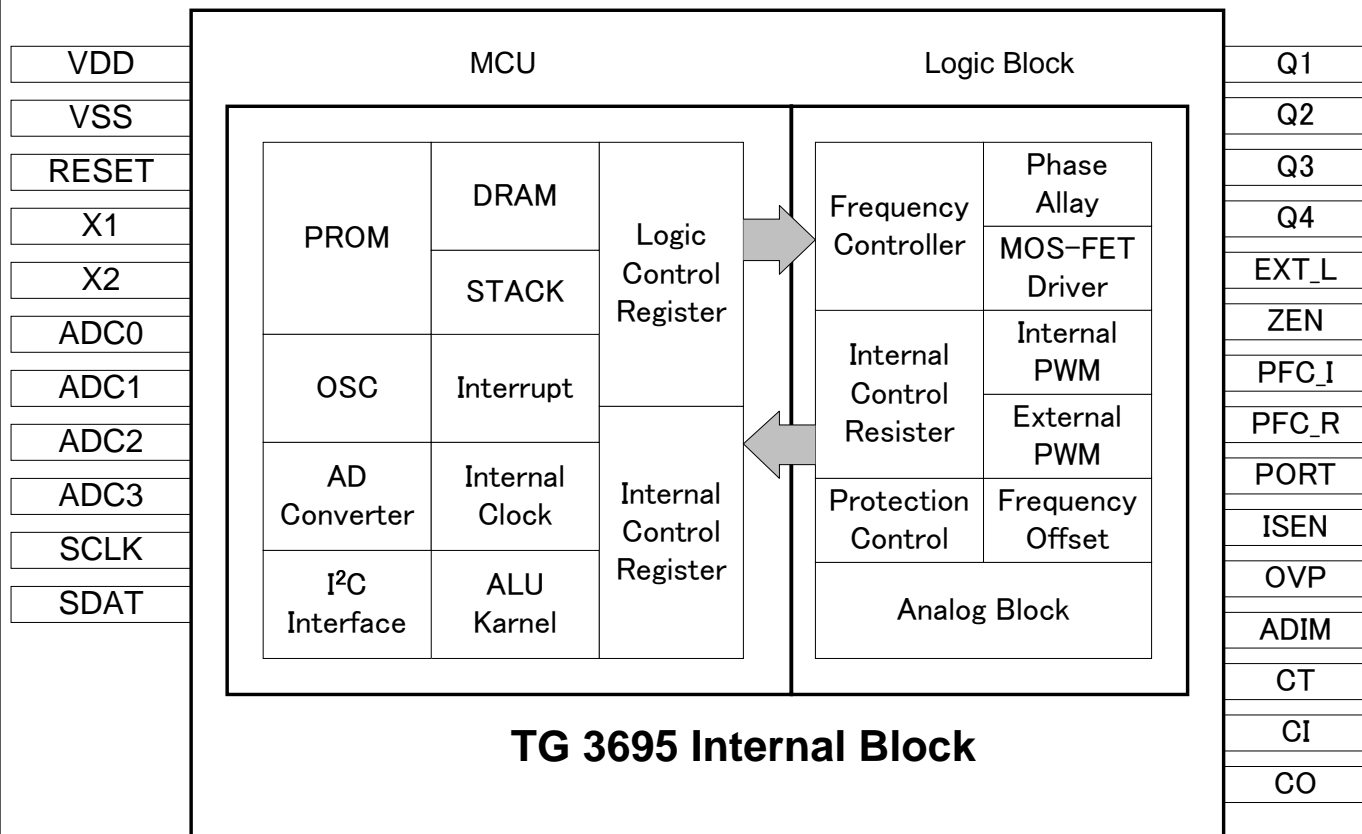 VDD
VSS
RESET
X1
X2
ADC0
ADC1
ADC2
ADC3
SCLK
SDAT
MCU
PROM
DRAM
STACK
Logic
Control
Register
OSC
Interrupt
AD
Converter
Internal
Clock
Internal
Control
Register
I²C
Interface
ALU
Karnel
Logic Block
Frequency
Controller
Phase
Allay
MOS-FET
Driver
Internal
Control
Resister
Internal
PWM
External
PWM
Protection
Control
Frequency
Offset
Analog Block
TG 3695 Internal Block
Q1
Q2
Q3
Q4
EXT_L
ZEN
PFC_I
PFC_R
PORT
ISEN
OVP
ADIM
CT
CI
CO